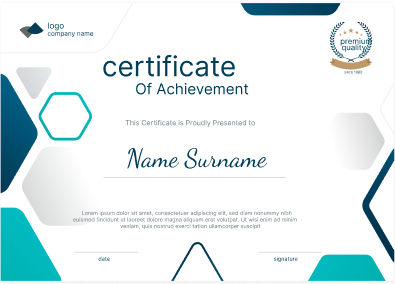 logo
company name
premium
quality
SINCE 1985
certificate
Of Achievement
This Certificate is Proudly Presented to
Name Surname
Lorem ipsum dolor sit amet, consectetuer adipiscing elit, sed diam nonummy nibh
euismod tincidunt ut laoreet dolore magna aliquam erat volutpat. Ut wisi enim ad minim
veniam, quis nostrud exerci tation ullamcorper suscipit
date
signature